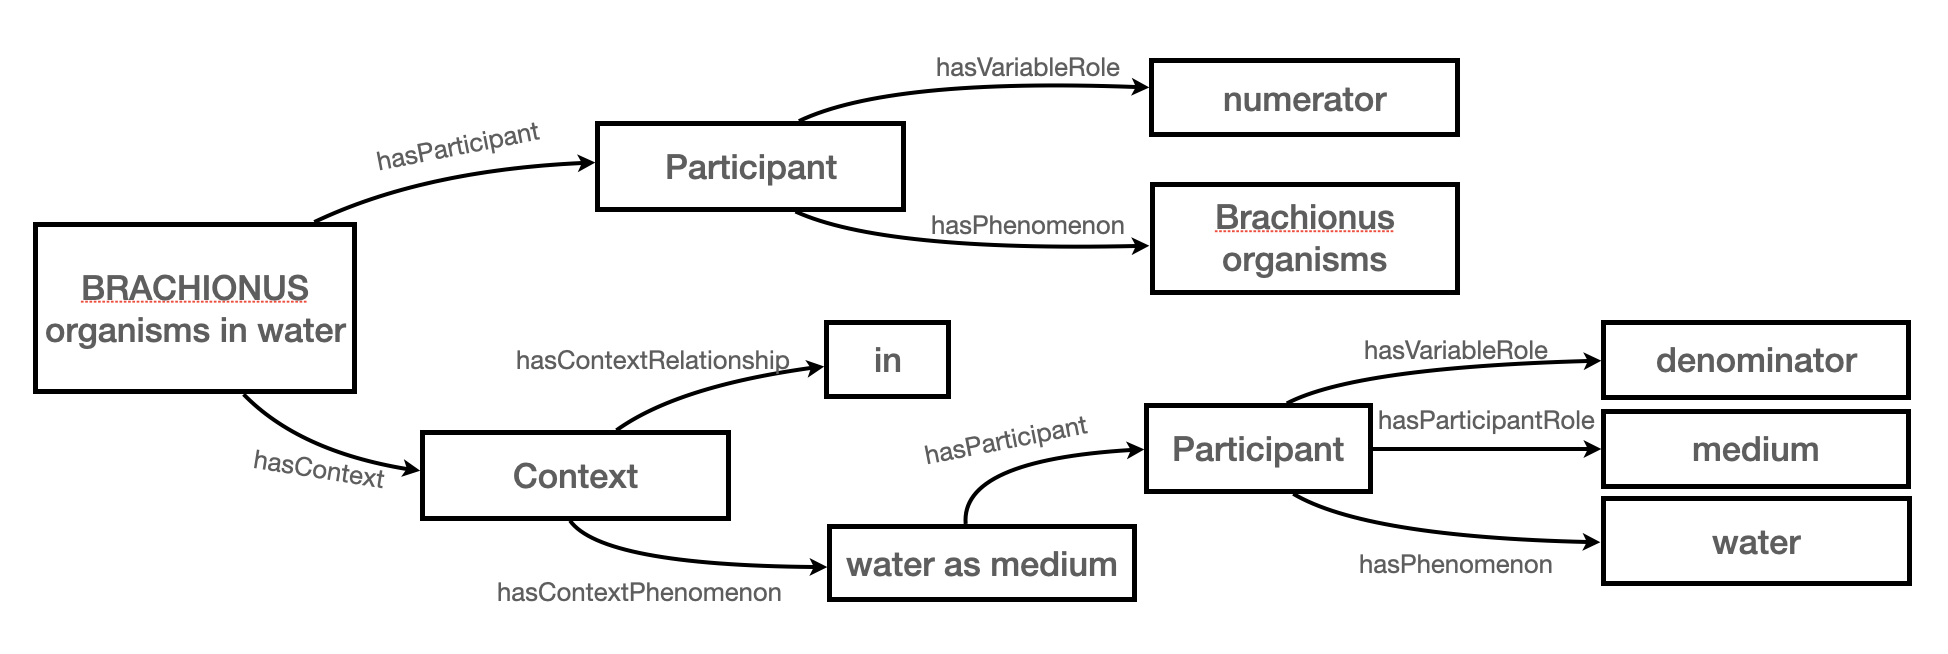 hasVariableRole
numerator
hasParticipant
Participant
hasPhenomenon
Brachionus
organisms
BRACHIONUS
organisms in water
hasContextRelationship
in
hasVariableRole
denominator
hasContext
Context
hasParticipant
Participant
hasParticipantRole
medium
hasContextPhenomenon
water as medium
hasPhenomenon
water